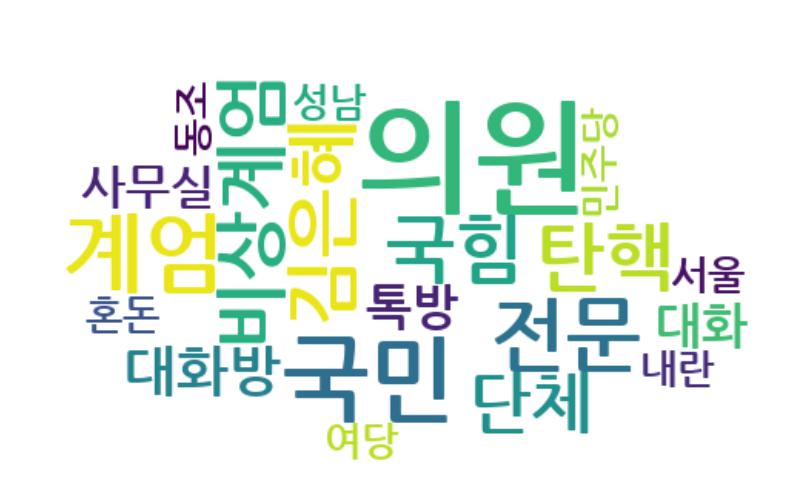 동조
비상계엄
성남
김은혜
의원
민주당
사무실
계엄
국힘
탄핵
서울
혼돈
톡방
전문
대화
대화방
국민
단체
내란
여당